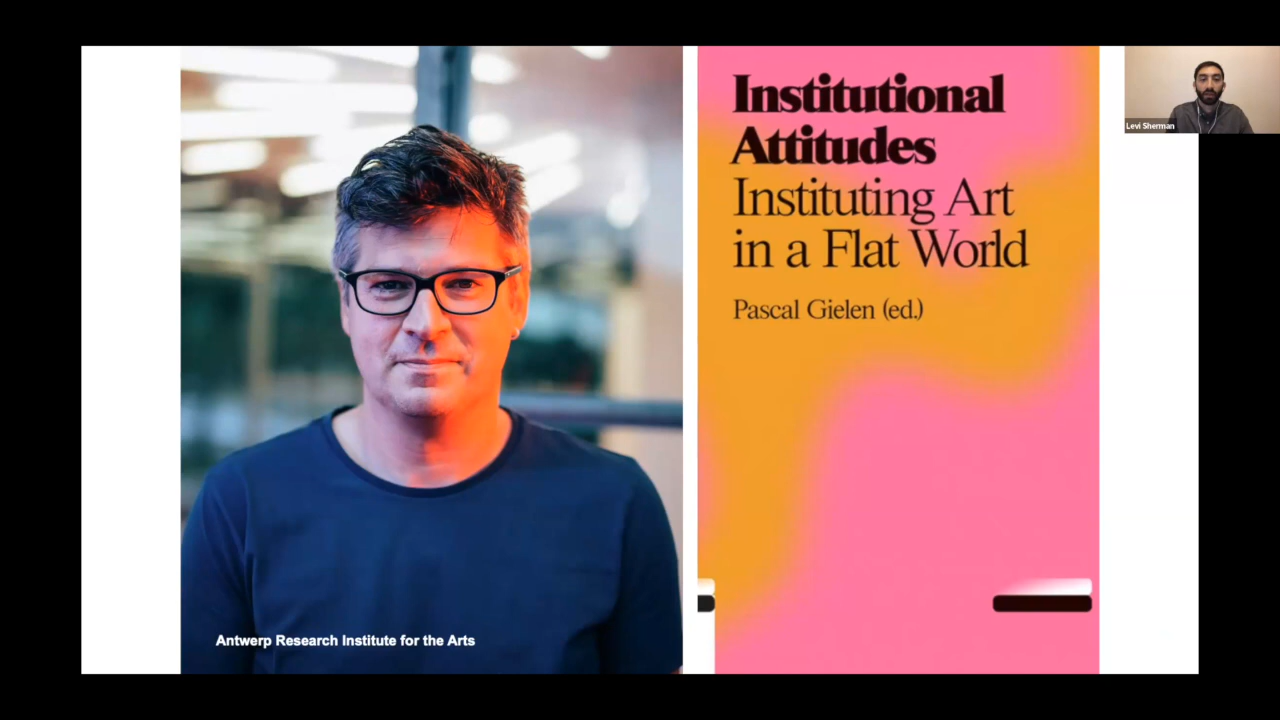 Institutional
Attitudes
Instituting Art
in a Flat World
Pascal Gielen (ed.)
Antwerp Research Institute for the Arts
Levi Sherman